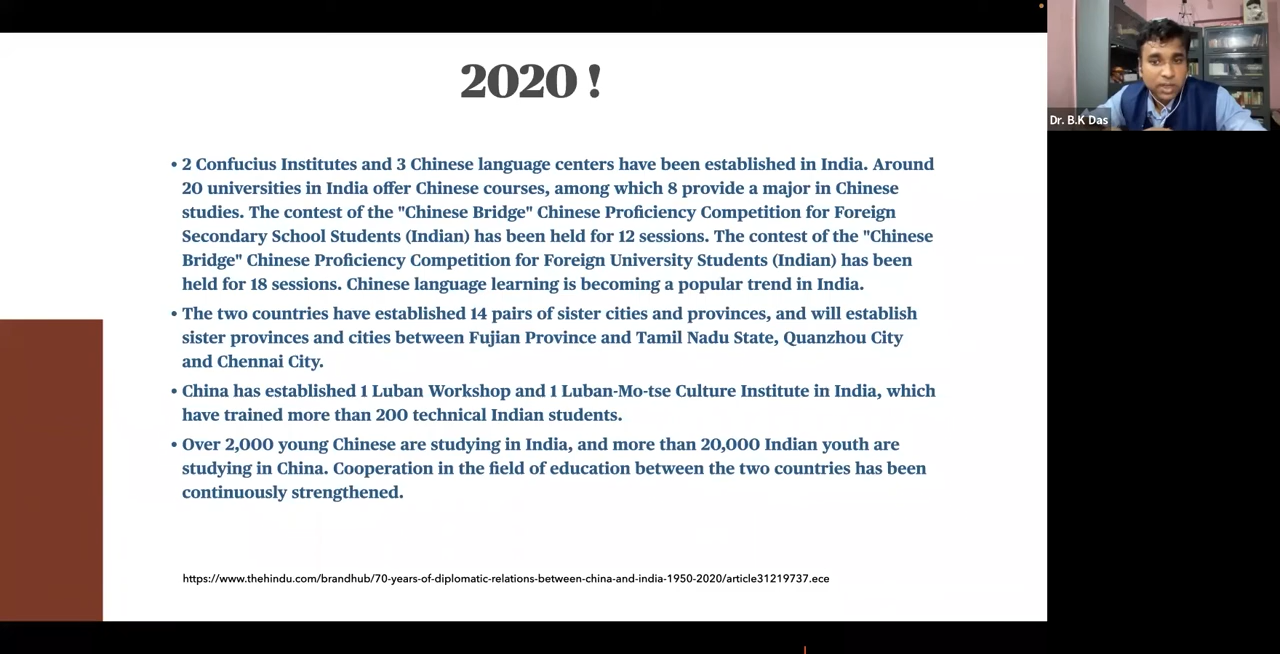 2020 !
• 2 Confucius Institutes and 3 Chinese language centers have been established in India. Around
20 universities in India offer Chinese courses, among which 8 provide a major in Chinese
studies. The contest of the "Chinese Bridge" Chinese Proficiency Competition for Foreign
Secondary School Students (Indian) has been held for 12 sessions. The contest of the "Chinese
Bridge" Chinese Proficiency Competition for Foreign University Students (Indian) has been
held for 18 sessions. Chinese language learning is becoming a popular trend in India.
• The two countries have established 14 pairs of sister cities and provinces, and will establish
sister provinces and cities between Fujian Province and Tamil Nadu State, Quanzhou City
and Chennai City.
• China has established 1 Luban Workshop and 1 Luban-Mo-tse Culture Institute in India, which
have trained more than 200 technical Indian students.
• Over 2,000 young Chinese are studying in India, and more than 20,000 Indian youth are
studying in China. Cooperation in the field of education between the two countries has been
continuously strengthened.
https://www.thehindu.com/brandhub/70-years-of-diplomatic-relations-between-china-and-india-1950-2020/article31219737.ece
Dr. B.K Das